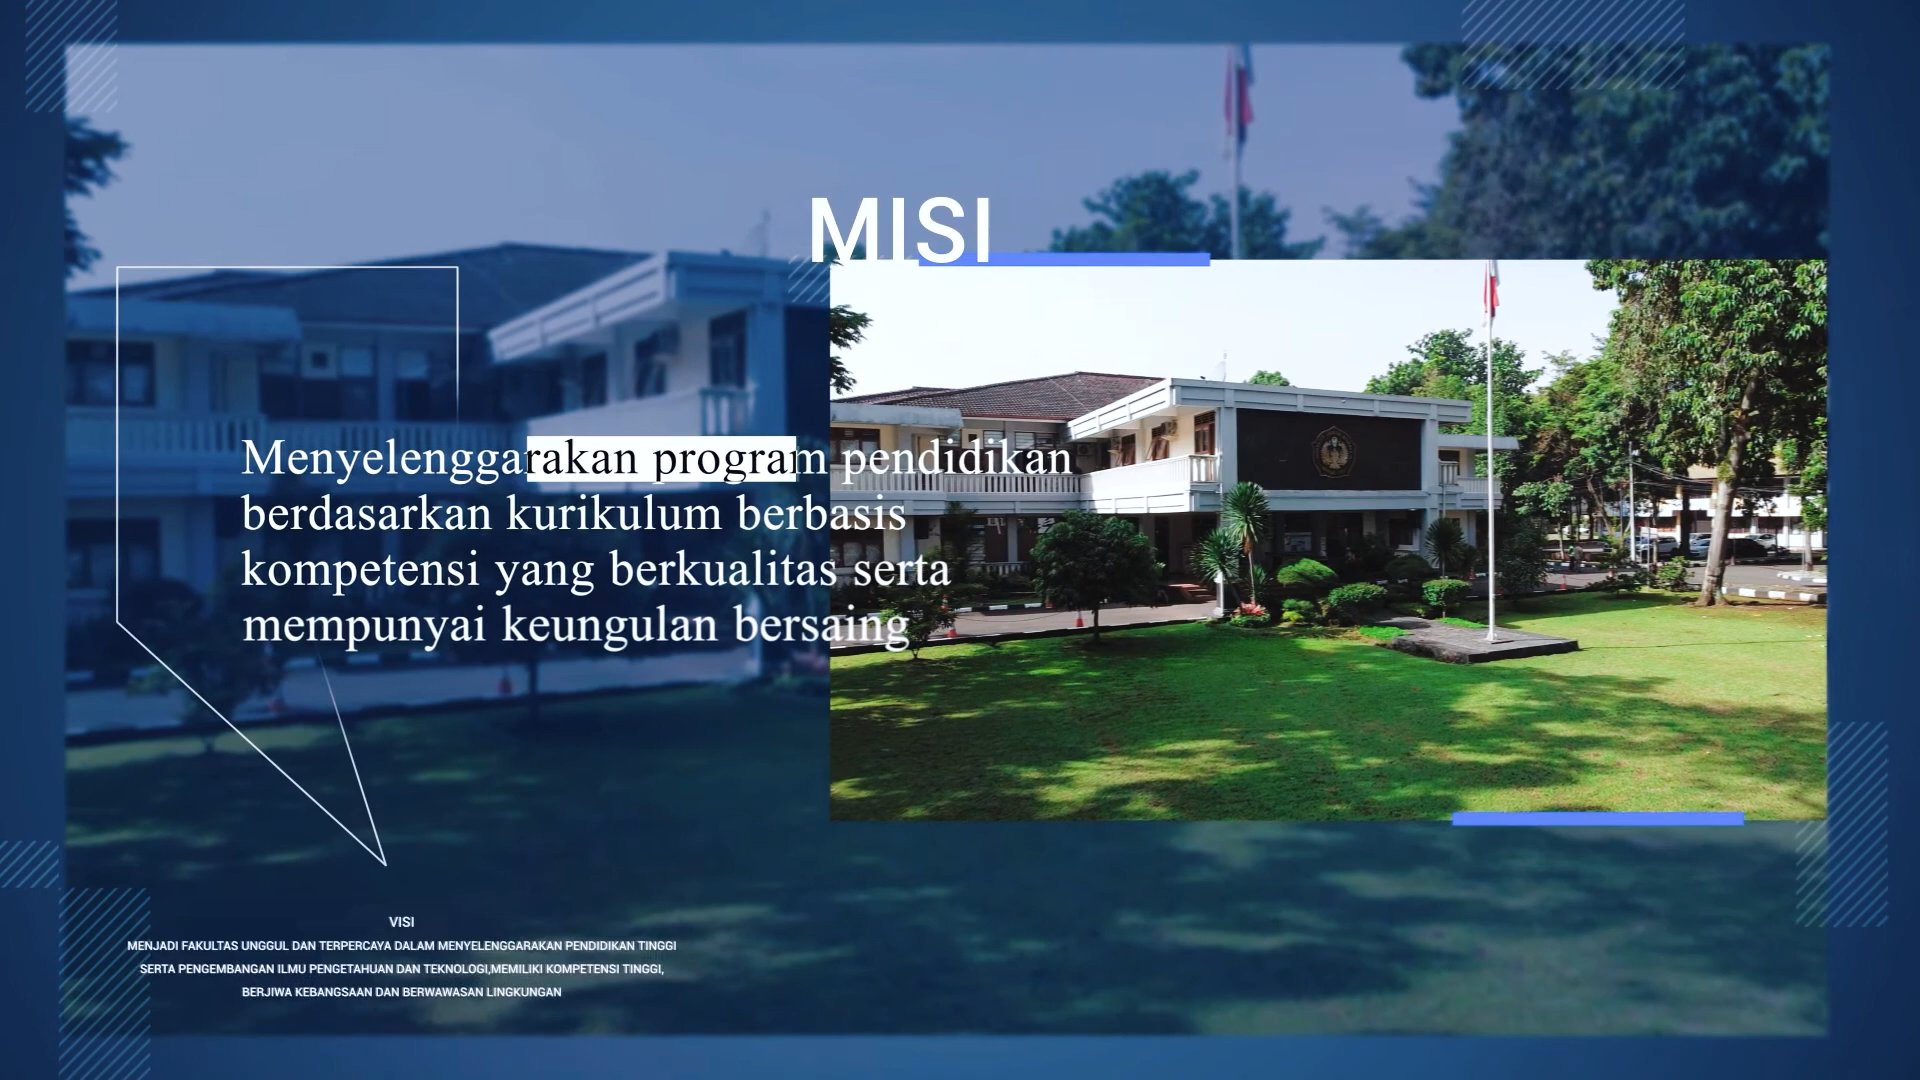 MISI
Menyelenggarakan program pendidikan
berdasarkan kurikulum berbasis
kompetensi yang berkualitas serta
mempunyai keungulan bersaing
VISI
MENJADI FAKULTAS UNGGUL DAN TERPERCAYA DALAM MENYELENGGARAKAN PENDIDIKAN TINGGI
SERTA PENGEMBANGAN ILMU PENGETAHUAN DAN TEKNOLOGI,MEMILIKI KOMPETENSI TINGGI,
BERJIWA KEBANGSAAN DAN BERWAWASAN LINGKUNGAN